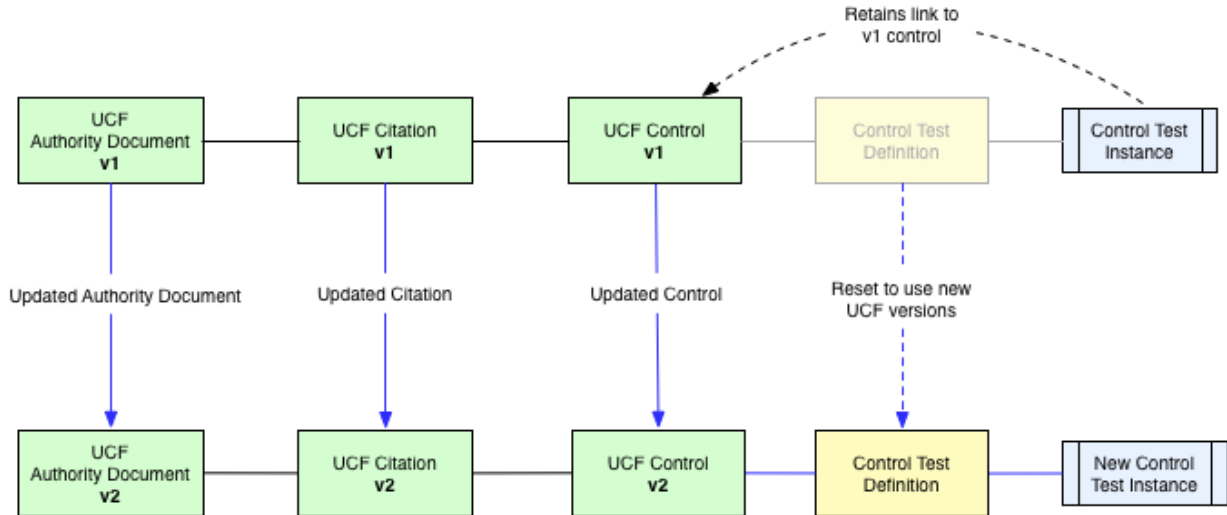 Retains link to
v1 control
UCF
Authority Document
v1
UCF Citation
v1
UCF Control
v1
Control Test
Definition
Control Test
Instance
Updated Authority Document
Updated Citation
Updated Control
Reset to use new
UCF versions
UCF
Authority Document
v2
UCF Citation
v2
UCF Control
v2
Control Test
Definition
New Control
Test Instance